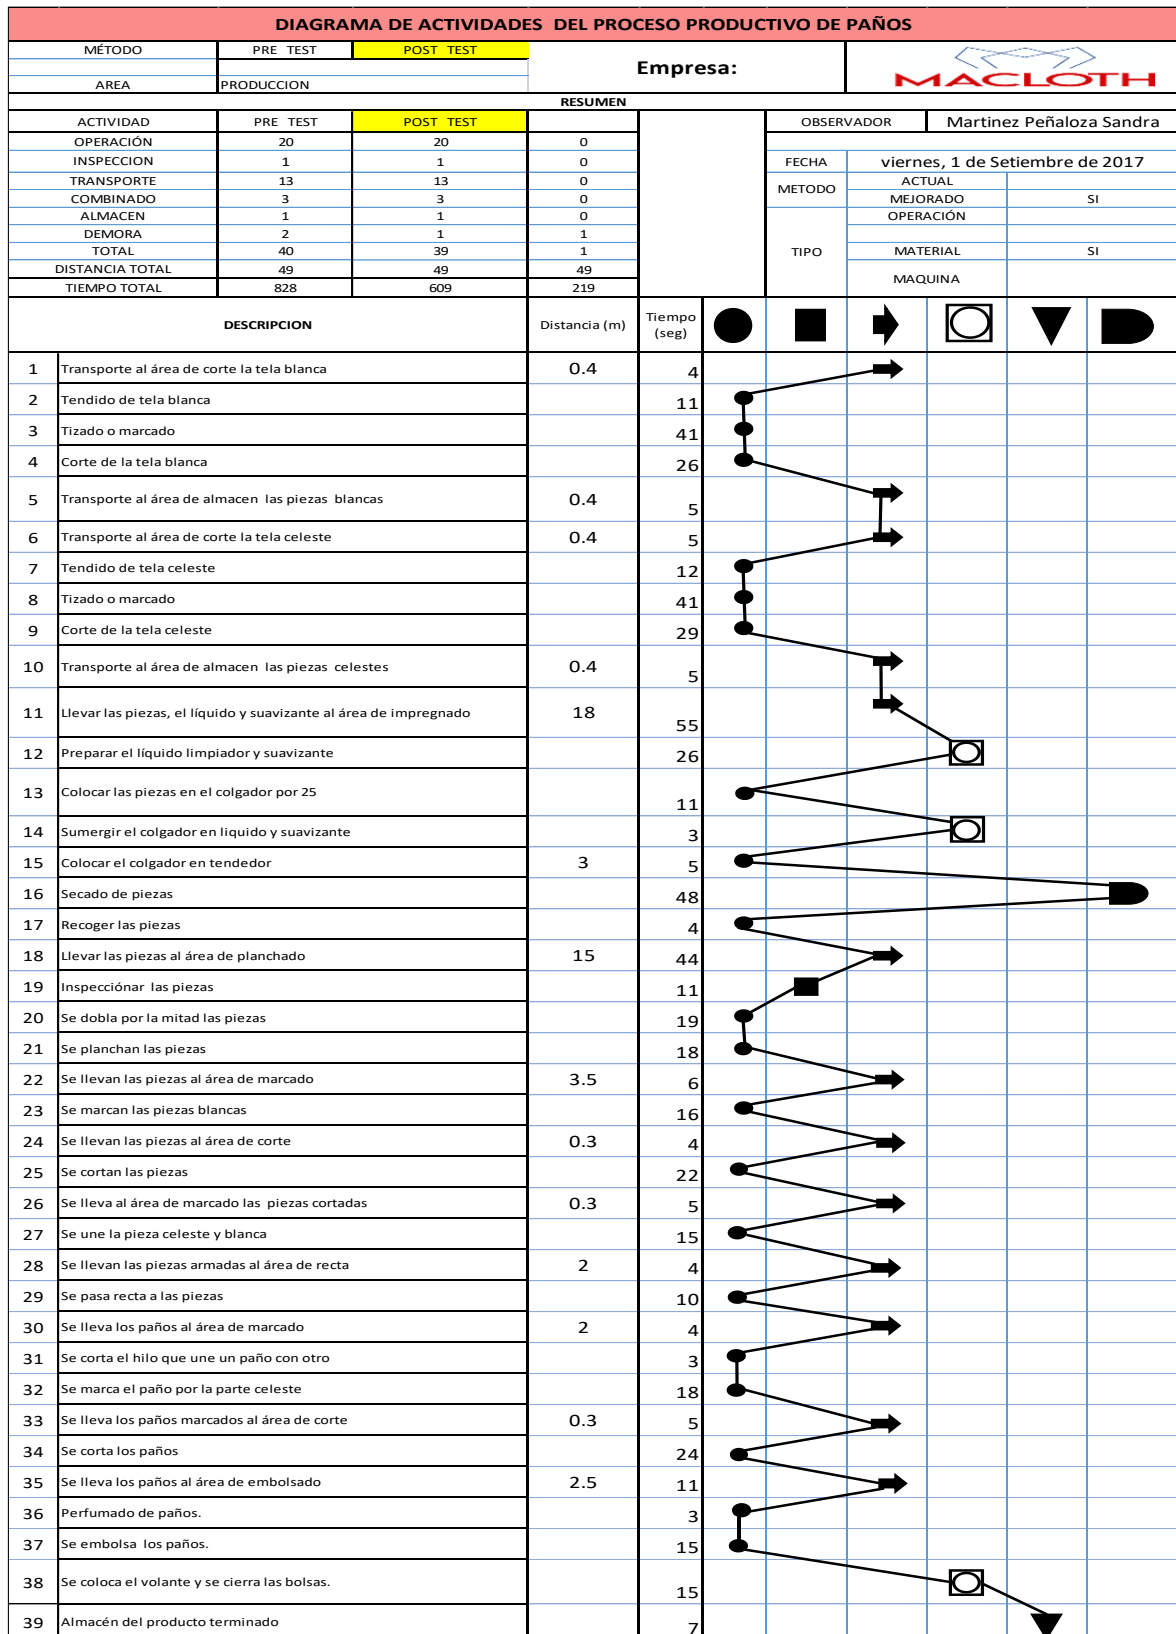 DIAGRAMA DE ACTIVIDADES DEL PROCESO PRODUCTIVO DE PAÑOS
MÉTODO PRE TEST POST TEST
Empresa:
MACLOTH
AREA PRODUCCION
RESUMEN
ACTIVIDAD PRE TEST POST TEST OBSERVADOR Martinez Peñaloza Sandra
OPERACIÓN 20 20 0
INSPECCION 1 1 0 FECHA viernes, 1 de Setiembre de 2017
TRANSPORTE 13 13 0 METODO ACTUAL
COMBINADO 3 3 0 MEJORADO SI
ALMACEN 1 1 0 TIPO OPERACIÓN
DEMORA 2 1 1
TOTAL 40 39 1 MATERIAL SI
DISTANCIA TOTAL 49 49 49 MAQUINA
TIEMPO TOTAL 828 609 219
DESCRIPCION Distancia (m) Tiempo (seg)
1 Transporte al área de corte la tela blanca 0.4 4
2 Tendido de tela blanca 11
3 Tizado o marcado 41
4 Corte de la tela blanca 26
5 Transporte al área de almacen las piezas blancas 0.4 5
6 Transporte al área de corte la tela celeste 0.4 5
7 Tendido de tela celeste 12
8 Tizado o marcado 41
9 Corte de la tela celeste 29
10 Transporte al área de almacen las piezas celestes 0.4 5
11 Llevar las piezas, el líquido y suavizante al área de impregnado 18 55
12 Preparar el líquido limpiador y suavizante 26
13 Colocar las piezas en el colgador por 25 11
14 Sumergir el colgador en liquido y suavizante 3
15 Colocar el colgador en tendedor 3 5
16 Secado de piezas 48
17 Recoger las piezas 4
18 Llevar las piezas al área de planchado 15 44
19 Inspecciónar las piezas 11
20 Se dobla por la mitad las piezas 19
21 Se planchan las piezas 18
22 Se llevan las piezas al área de marcado 3.5 6
23 Se marcan las piezas blancas 16
24 Se llevan las piezas al área de corte 0.3 4
25 Se cortan las piezas 22
26 Se lleva al área de marcado las piezas cortadas 0.3 5
27 Se une la pieza celeste y blanca 15
28 Se llevan las piezas armadas al área de recta 2 4
29 Se pasa recta a las piezas 10
30 Se lleva los paños al área de marcado 2 4
31 Se corta el hilo que une un paño con otro 3
32 Se marca el paño por la parte celeste 18
33 Se lleva los paños marcados al área de corte 0.3 5
34 Se corta los paños 24
35 Se lleva los paños al área de embolsado 2.5 11
36 Perfumado de paños. 3
37 Se embolsa los paños. 15
38 Se coloca el volante y se cierra las bolsas. 15
39 Almacén del producto terminado 7